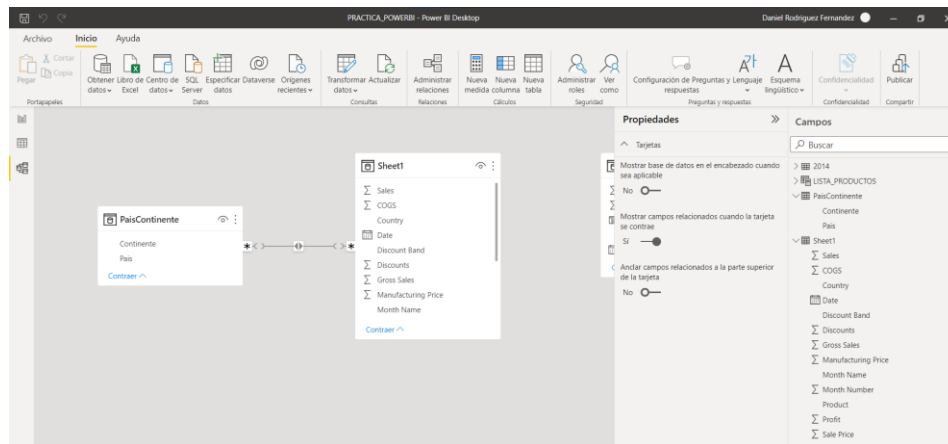 PRACTICA_POWERBI - Power BI Desktop
Daniel Rodriguez Fernandez
Archivo Inicio Ayuda
Pegar
Cortar
Copia
Obtener datos
Libro de Excel
Centro de datos
SQL Server
Especificar datos
Dataverse
Orígenes recientes
Transformar datos
Actualizar
Administrar relaciones
Nueva medida
Nueva columna
Nueva tabla
Administrar roles
Ver como
Configuración de Preguntas y respuestas
Lenguaje
Esquema lingüístico
Confidencialidad
Publicar
Portapapeles
Datos
Consultas
Relaciones
Cálculos
Seguridad
Preguntas y respuestas
Confidencialidad
Compartir
PaisContinente
Continente
Pais
Contraer
Sheet1
Sales
COGS
Country
Date
Discount Band
Discounts
Gross Sales
Manufacturing Price
Month Name
Contraer
Propiedades
Tarjetas
Mostrar base de datos en el encabezado cuando
sea aplicable
No
Mostrar campos relacionados cuando la tarjeta
se contrae
Sí
Anclar campos relacionados a la parte superior
de la tarjeta
No
Campos
Buscar
2014
LISTA_PRODUCTOS
PaisContinente
Continente
Pais
Sheet1
Sales
COGS
Country
Date
Discount Band
Discounts
Gross Sales
Manufacturing Price
Month Name
Month Number
Product
Profit
Sale Price